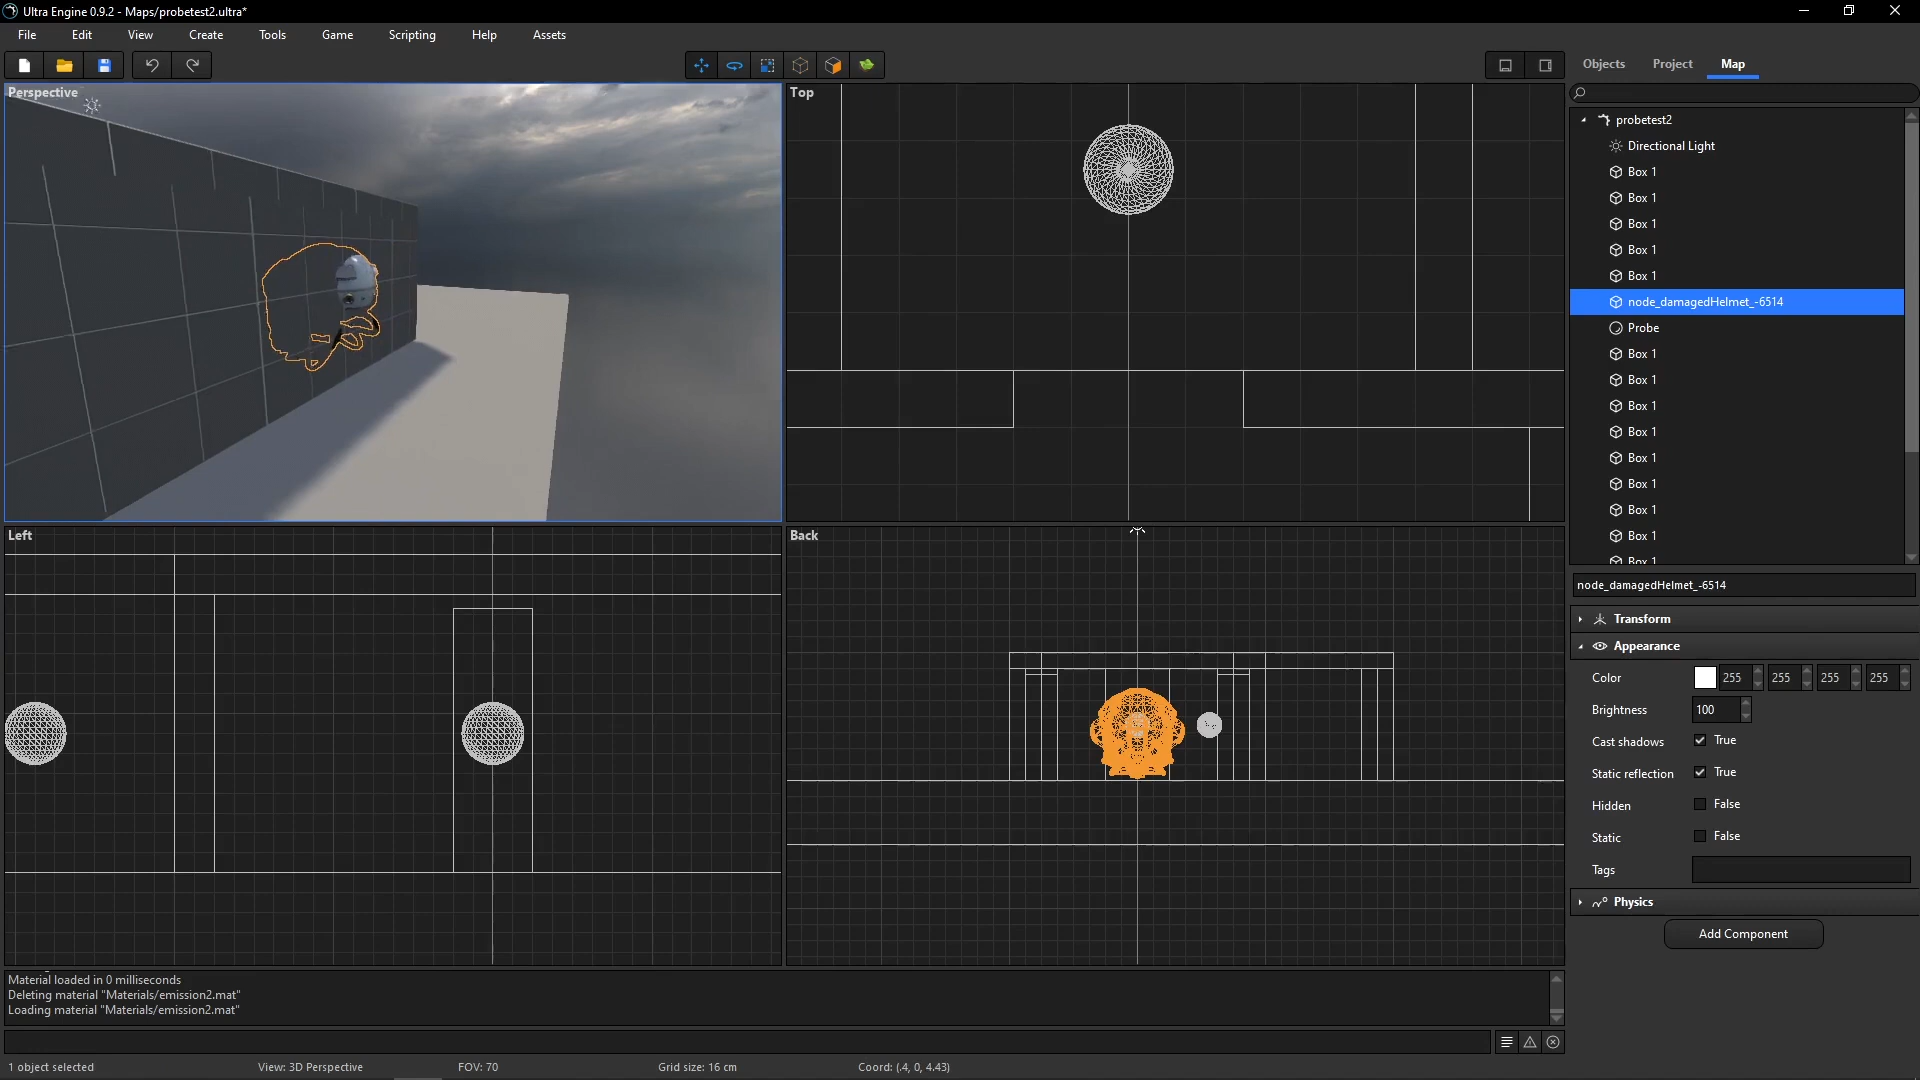 Ultra Engine 0.9.2 - Maps/probetest2.ultra*
File Edit View Create Tools Game Scripting Help Assets
Objects Project Map
Perspective
Top
probetest2
Directional Light
Box 1
Box 1
Box 1
Box 1
Box 1
node_damagedHelmet_-6514
Probe
Box 1
Box 1
Box 1
Box 1
Box 1
Box 1
Box 1
Box 1
Box 1
Left
Back
node_damagedHelmet_-6514
Transform
Appearance
Color 255 255 255 255
Brightness 100
Cast shadows True
Static reflection True
Hidden False
Static False
Tags
Physics
Add Component
Material loaded in 0 milliseconds
Deleting material "Materials/emission2.mat"
Loading material "Materials/emission2.mat"
1 object selected View: 3D Perspective FOV: 70 Grid size: 16 cm Coord: (.4, 0, 4.43)